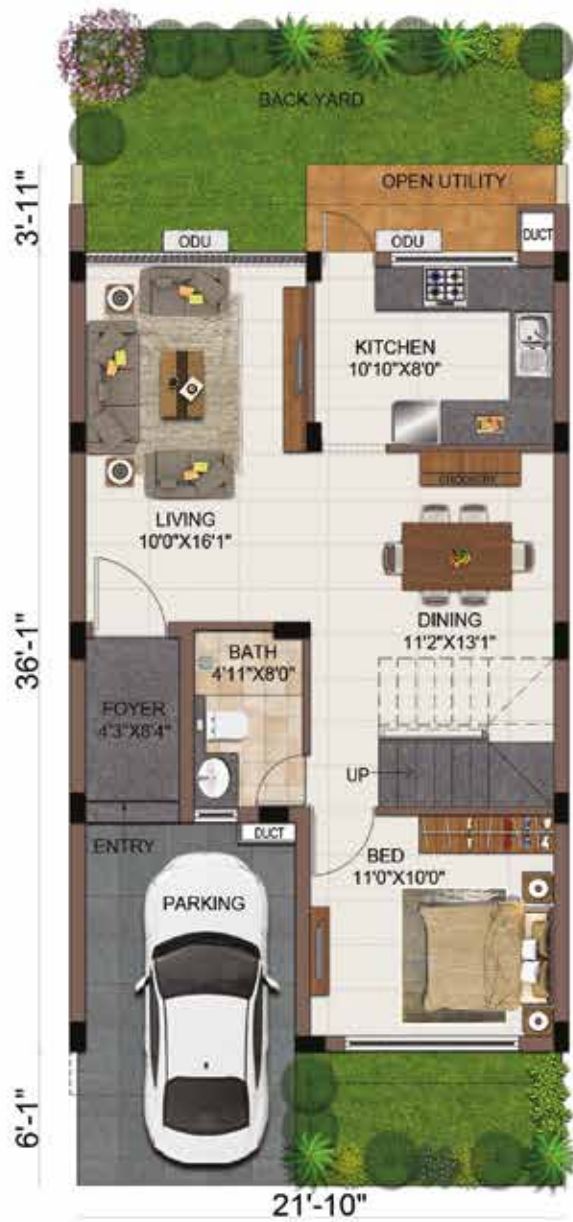 BACK YARD
OPEN UTILITY
3'-11"
ODU
ODU
DUCT
KITCHEN
10'10"X8'0"
CROCKERY
LIVING
10'0"X16'1"
DINING
11'2"X13'1"
36'-1"
BATH
4'11"X8'0"
FOYER
4'3"X8'4"
UP
DUCT
ENTRY
BED
11'0"X10'0"
PARKING
6'-1"
21'-10"